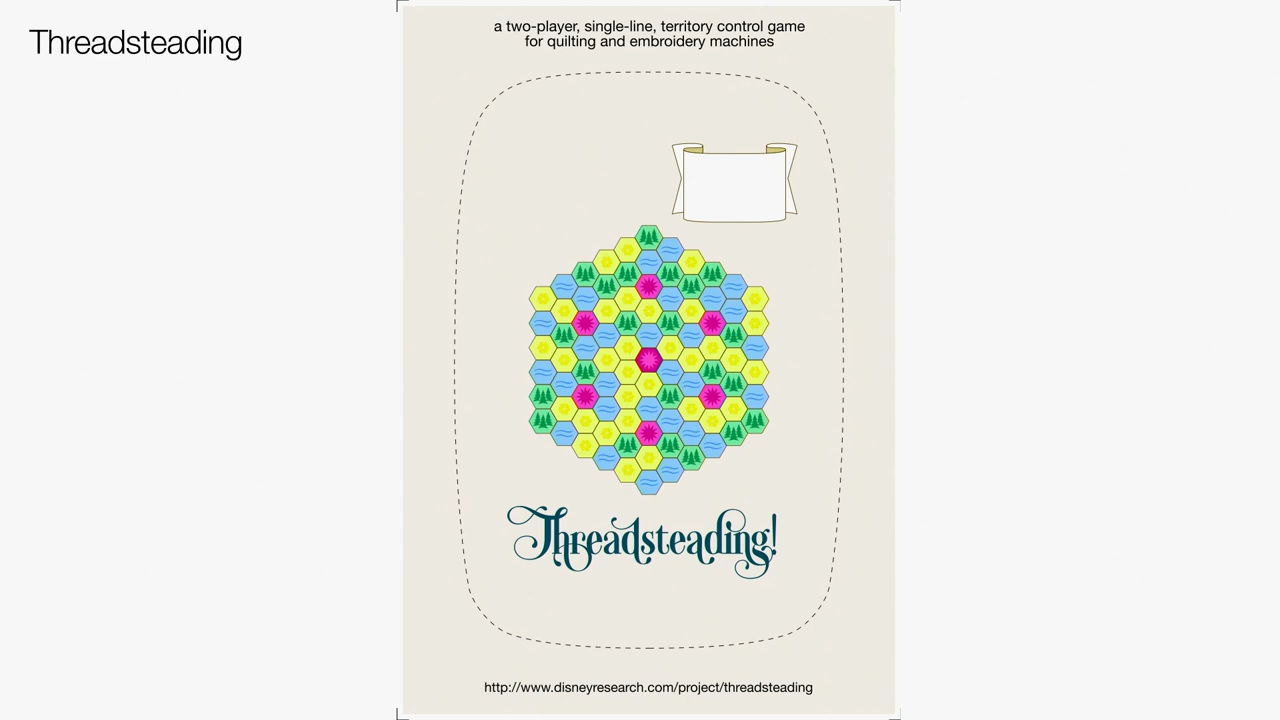 Threadsteading
a two-player, single-line, territory control game
for quilting and embroidery machines
Threadsteading!
http://www.disneyresearch.com/project/threadsteading